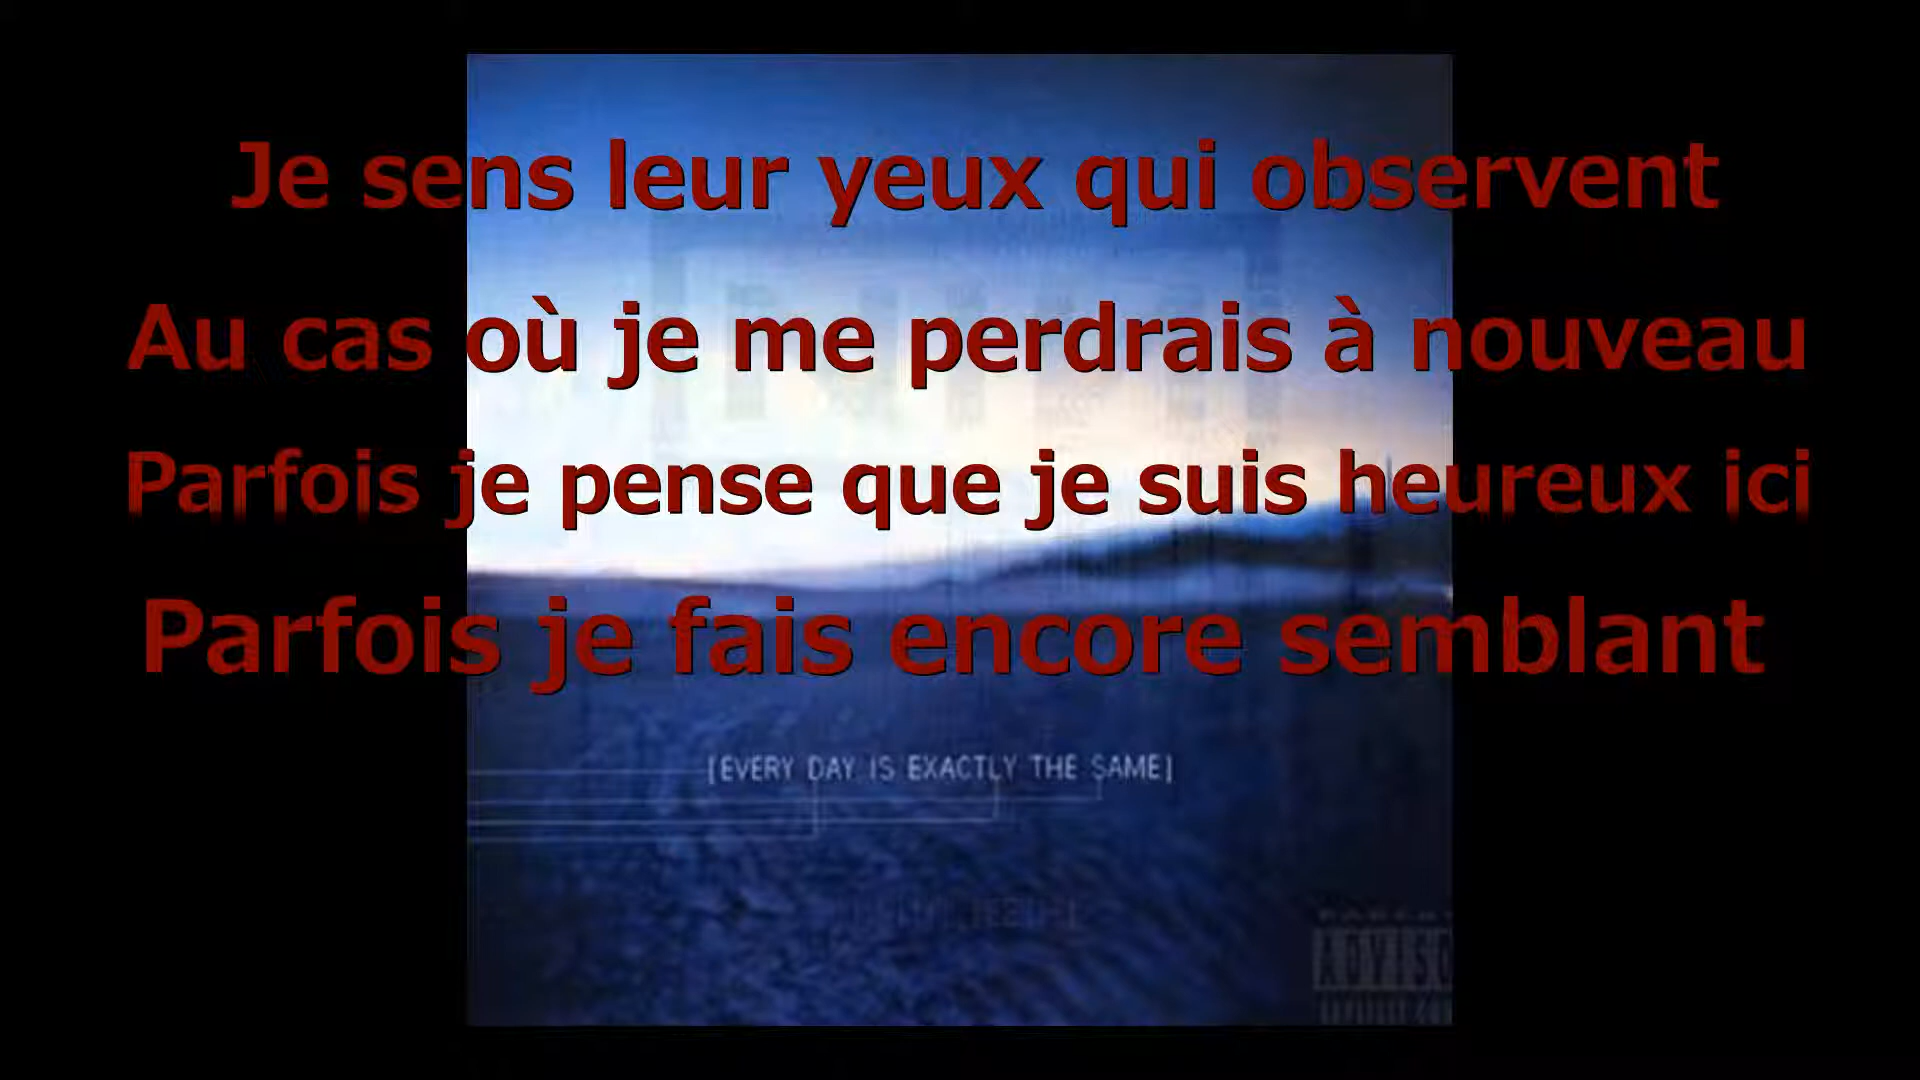 Je sens leur yeux qui observent
Au cas où je me perdrais à nouveau
Parfois je pense que je suis heureux ici
Parfois je fais encore semblant
[EVERY DAY IS EXACTLY THE SAME]